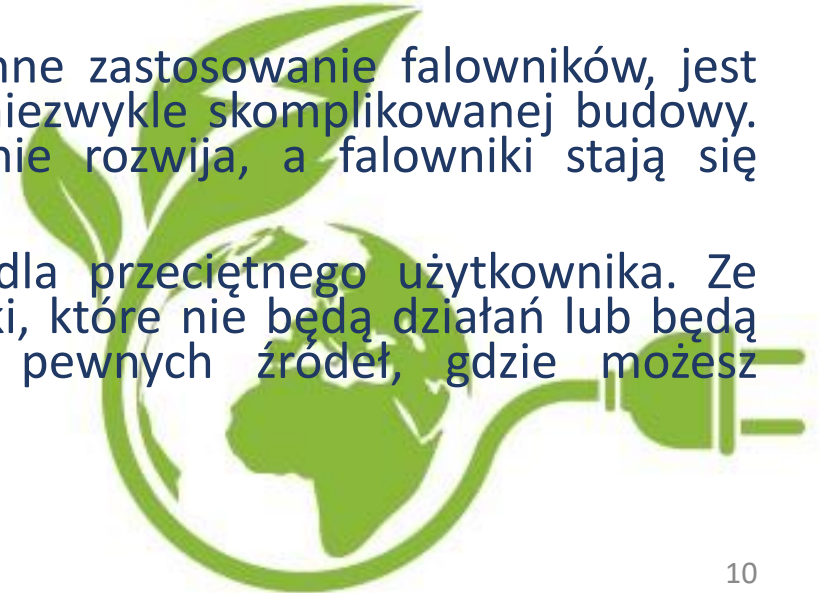 nne zastosowanie falowników, jest
niezwykle skomplikowanej budowy.
nie rozwija, a falowniki stają się
dla przeciętnego użytkownika. Ze
ki, które nie będą działań lub będą
pewnych źródeł, gdzie możesz
10